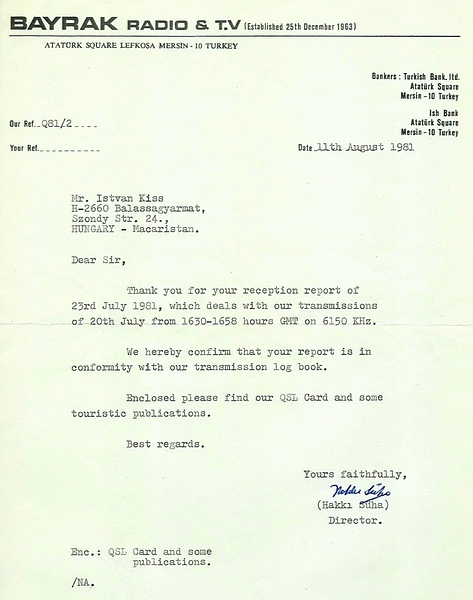 BAYRAK RADIO & T.V (Established 25th December 1963)
ATATÜRK SQUARE LEFKOŞA MERSIN - 10 TURKEY
Bankers : Turkish Bank. ltd.
Atatürk Square
Mersin -10 Turkey
Ish Bank
Atatürk Square
Mersin -10 Turkey
Our Ref. Q81/2
Your Ref.
Date 11th August 1981
Mr. Istvan Kiss
H-2660 Balassagyarmat,
Szondy Str. 24.,
HUNGARY - Macaristan.
Dear Sir,
Thank you for your reception report of
23rd July 1981, which deals with our transmissions
of 20th July from 1630-1658 hours GMT on 6150 KHz.
We hereby confirm that your report is in
conformity with our transmission log book.
Enclosed please find our QSL Card and some
touristic publications.
Best regards.
Yours faithfully,
(Hakkı Süha)
Director.
Enc.: QSL Card and some
publications.
/NA.